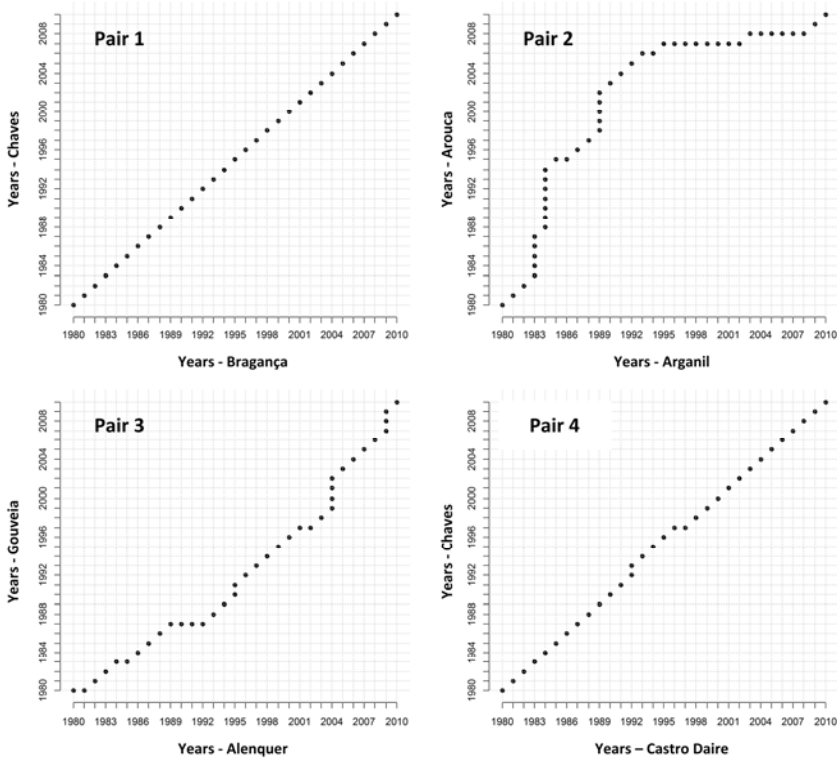 Pair 1
Years - Chaves
1980 1984 1988 1992 1996 2000 2004 2008
1980 1983 1986 1989 1992 1995 1998 2001 2004 2007 2010
Years - Bragança
Pair 2
Years - Arouca
1980 1984 1988 1992 1996 2000 2004 2008
1980 1983 1986 1989 1992 1995 1998 2001 2004 2007 2010
Years - Arganil
Pair 3
Years - Gouveia
1980 1984 1988 1992 1996 2000 2004 2008
1980 1983 1986 1989 1992 1995 1998 2001 2004 2007 2010
Years - Alenquer
Pair 4
Years - Chaves
1980 1984 1988 1992 1996 2000 2004 2008
1980 1983 1986 1989 1992 1995 1998 2001 2004 2007 2010
Years – Castro Daire